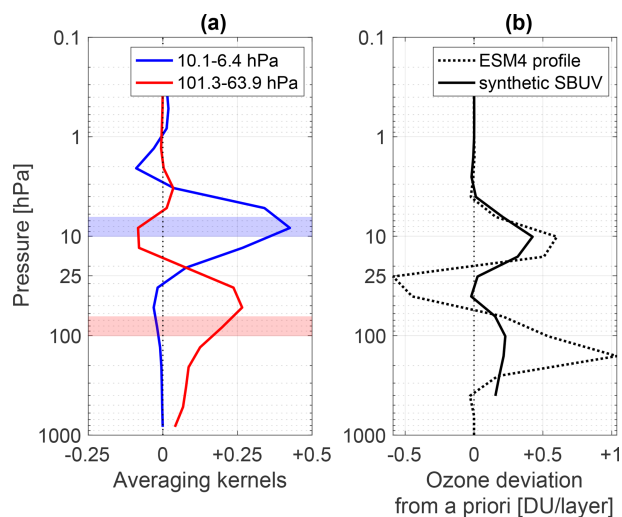 (a)
0.1
1
10
25
100
1000
Pressure [hPa]
10.1-6.4 hPa
101.3-63.9 hPa
-0.25
0
+0.25
+0.5
Averaging kernels
(b)
0.1
1
10
25
100
1000
ESM4 profile
synthetic SBUV
-0.5
0
+0.5
+1
Ozone deviation
from a priori [DU/layer]